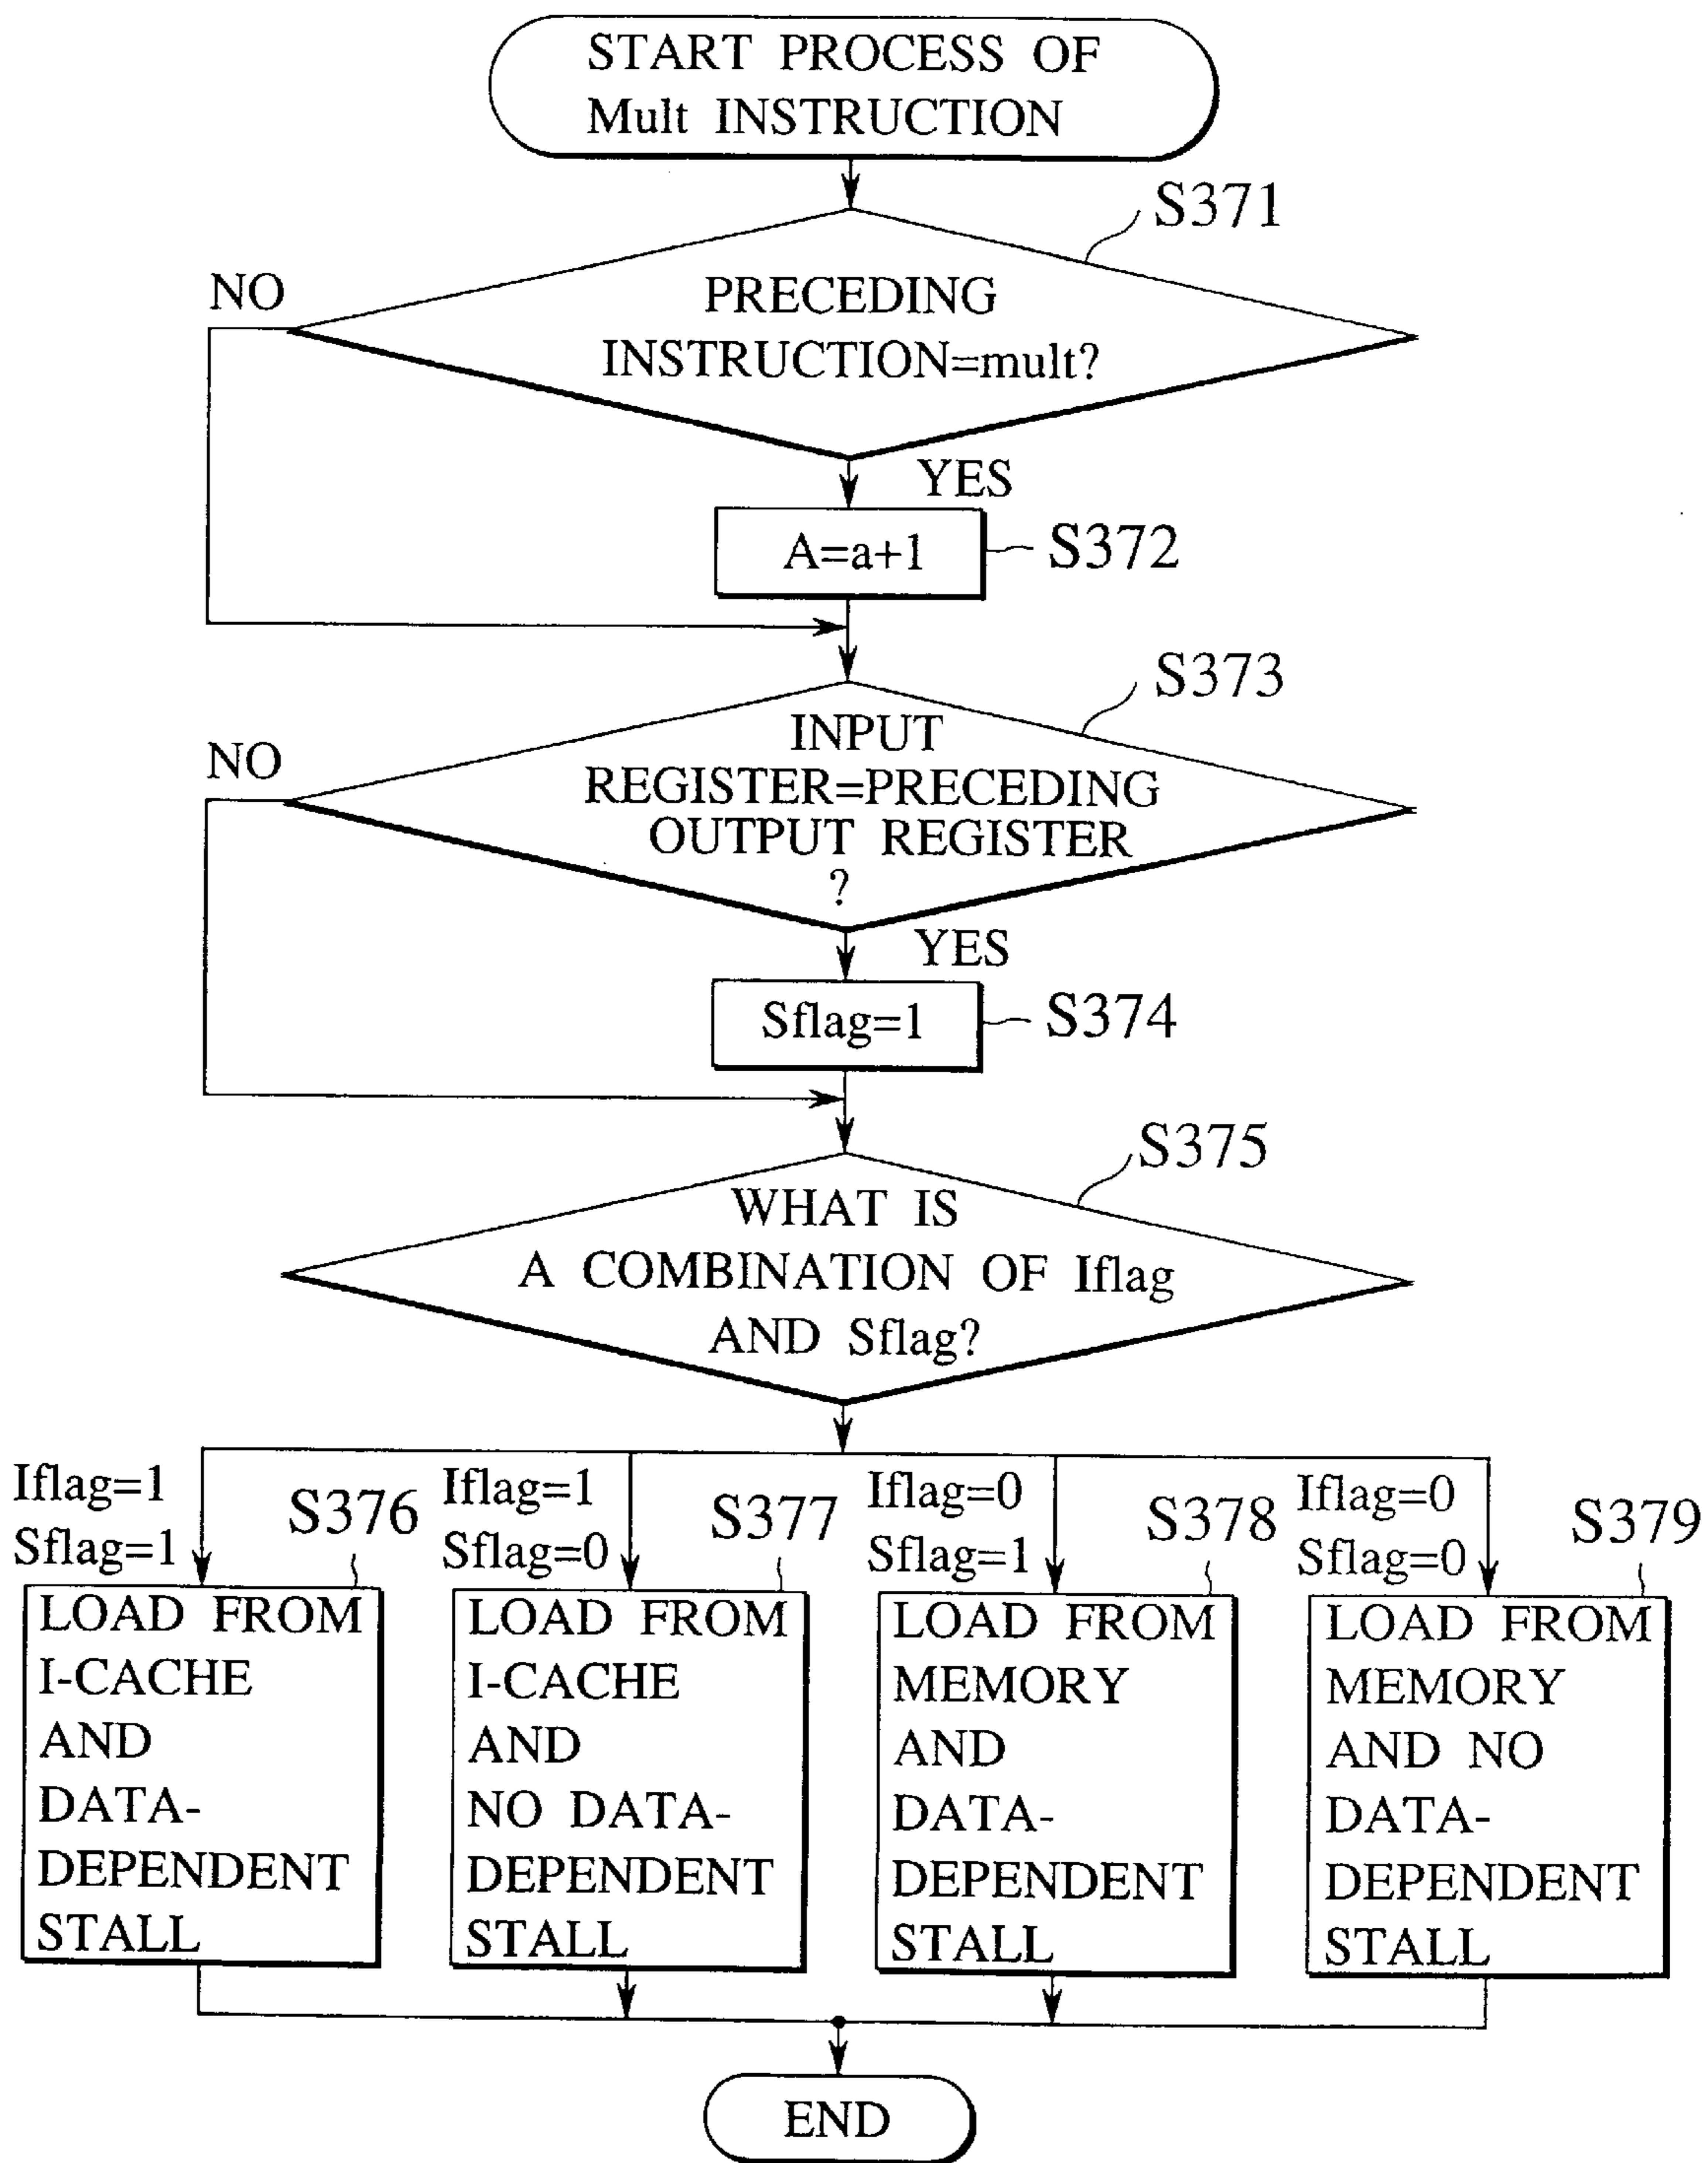 START PROCESS OF
Mult INSTRUCTION
S371
NO
PRECEDING
INSTRUCTION=mult?
YES
A=a+1
S372
S373
NO
INPUT
REGISTER=PRECEDING
OUTPUT REGISTER
?
YES
Sflag=1
S374
S375
WHAT IS
A COMBINATION OF Iflag
AND Sflag?
Iflag=1
Sflag=1
S376
LOAD FROM
I-CACHE
AND
DATA-
DEPENDENT
STALL
Iflag=1
Sflag=0
S377
LOAD FROM
I-CACHE
AND
NO DATA-
DEPENDENT
STALL
Iflag=0
Sflag=1
S378
LOAD FROM
MEMORY
AND
DATA-
DEPENDENT
STALL
Iflag=0
Sflag=0
S379
LOAD FROM
MEMORY
AND NO
DATA-
DEPENDENT
STALL
END